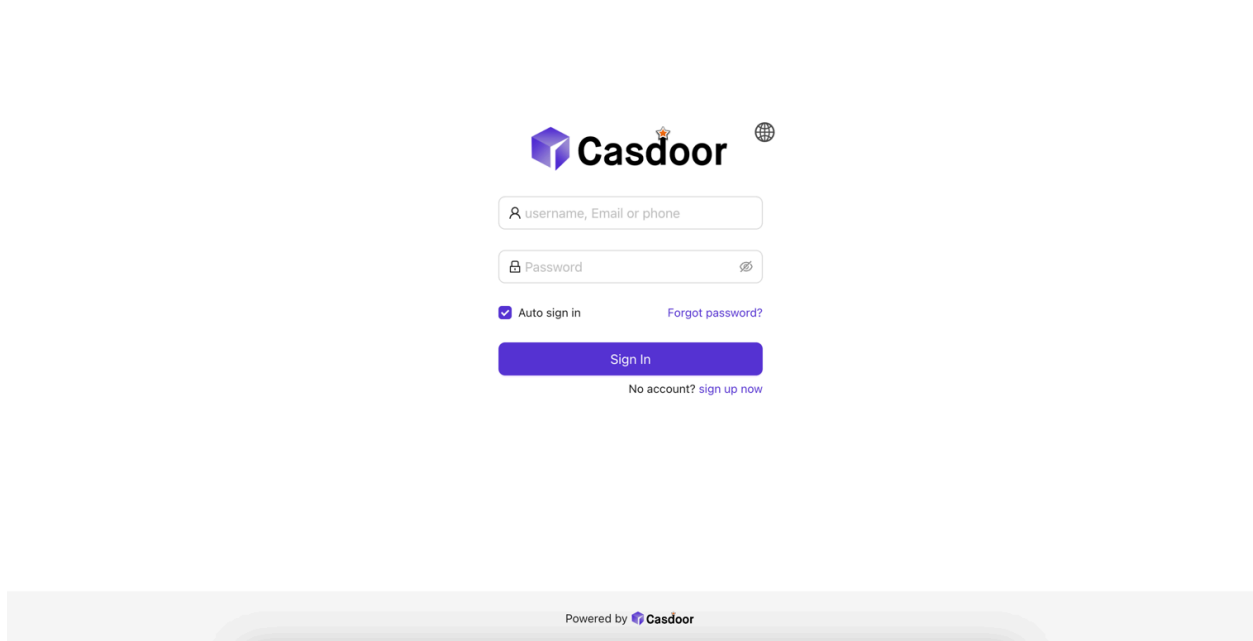 Casdoor
username, Email or phone
Password
Auto sign in Forgot password?
Sign In
No account? sign up now
Powered by Casdoor